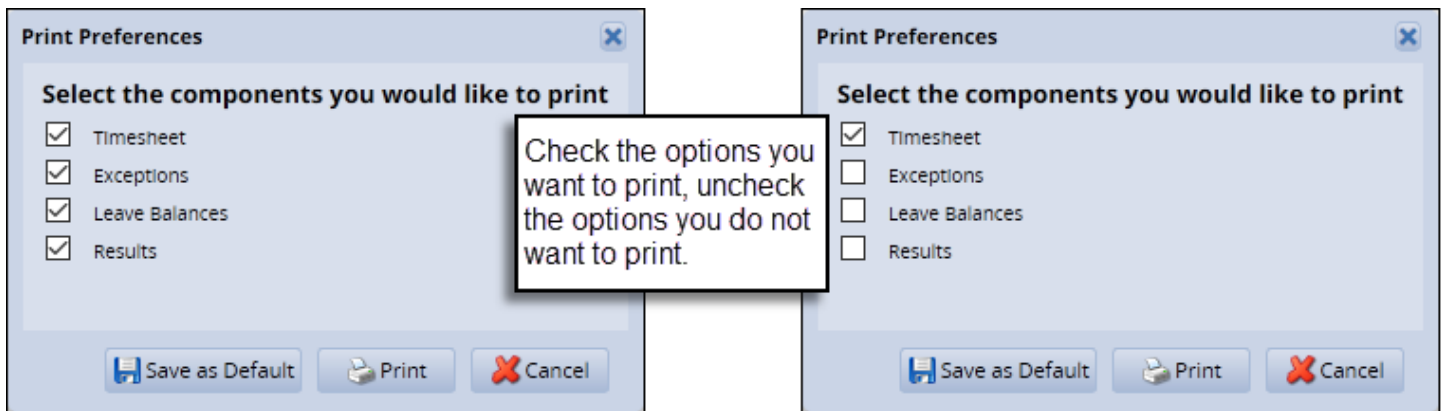 Print Preferences
Select the components you would like to print
Timesheet
Exceptions
Leave Balances
Results
Save as Default
Print
Cancel
Check the options you
want to print, uncheck
the options you do not
want to print.
Print Preferences
Select the components you would like to print
Timesheet
Exceptions
Leave Balances
Results
Save as Default
Print
Cancel